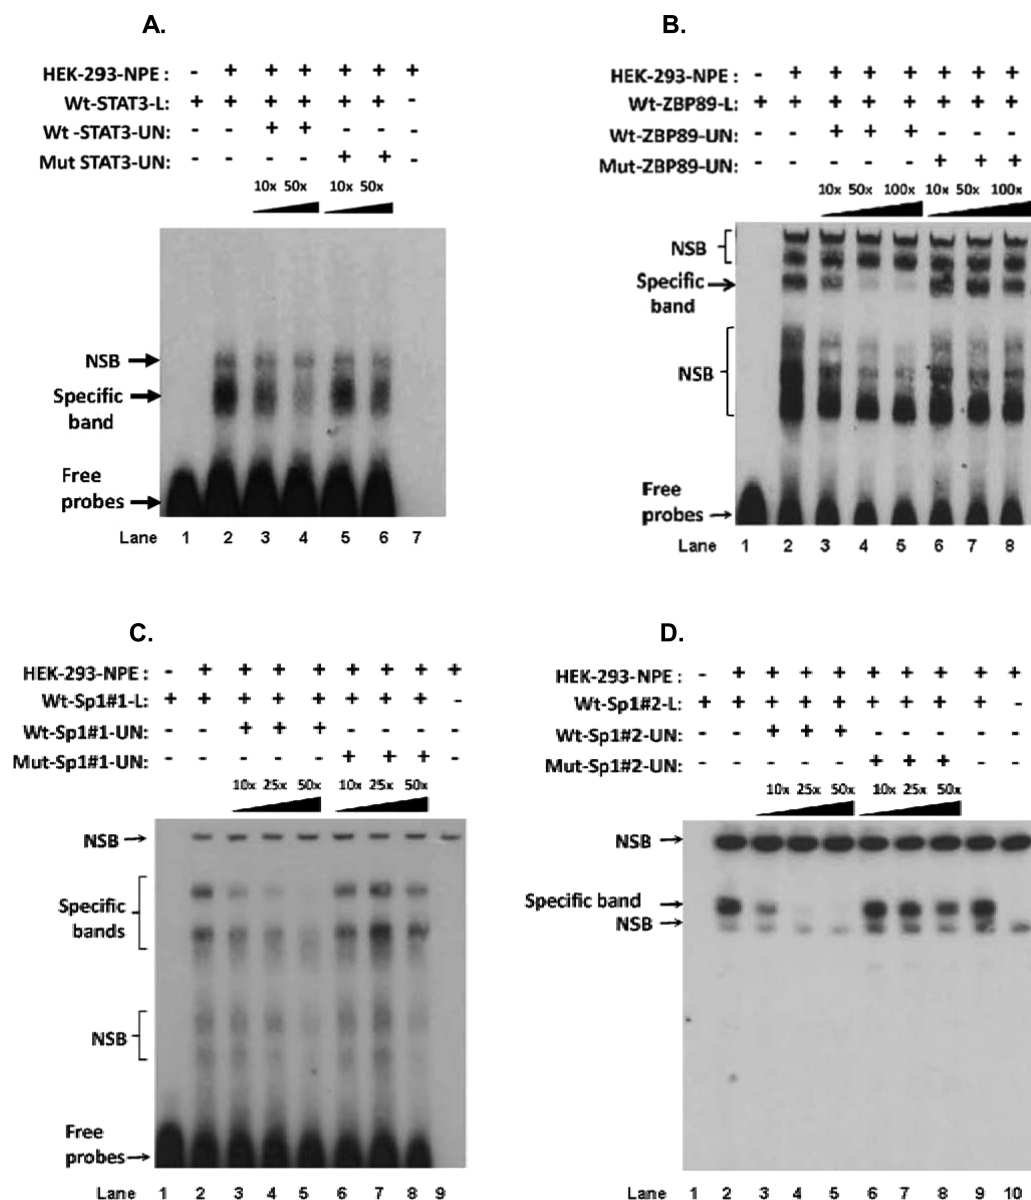 A.
HEK-293-NPE : - + + + + + +
Wt-STAT3-L: + + + + + + -
Wt -STAT3-UN: - - + + - - -
Mut STAT3-UN: - - - - + + -
10x 50x 10x 50x
NSB
Specific
band
Free
probes
Lane 1 2 3 4 5 6 7
B.
HEK-293-NPE : - + + + + + + +
Wt-ZBP89-L: + + + + + + + +
Wt-ZBP89-UN: - - + + + - - -
Mut-ZBP89-UN: - - - - - + + +
10x 50x 100x 10x 50x 100x
NSB
Specific
band
NSB
Free
probes
Lane 1 2 3 4 5 6 7 8
C.
HEK-293-NPE : - + + + + + + + +
Wt-Sp1#1-L: + + + + + + + + -
Wt-Sp1#1-UN: - - + + + - - - -
Mut-Sp1#1-UN: - - - - - + + + -
10x 25x 50x 10x 25x 50x
NSB
Specific
bands
NSB
Free
probes
Lane 1 2 3 4 5 6 7 8 9
D.
HEK-293-NPE : - + + + + + + + + +
Wt-Sp1#2-L: + + + + + + + + + -
Wt-Sp1#2-UN: - - + + + - - - - -
Mut-Sp1#2-UN: - - - - - + + + - -
10x 25x 50x 10x 25x 50x
NSB
Specific band
NSB
Lane 1 2 3 4 5 6 7 8 9 10